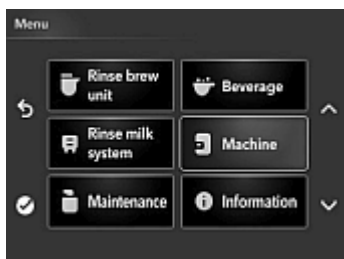 Menu
Rinse brew
unit
Beverage
Rinse milk
system
Machine
Maintenance
Information